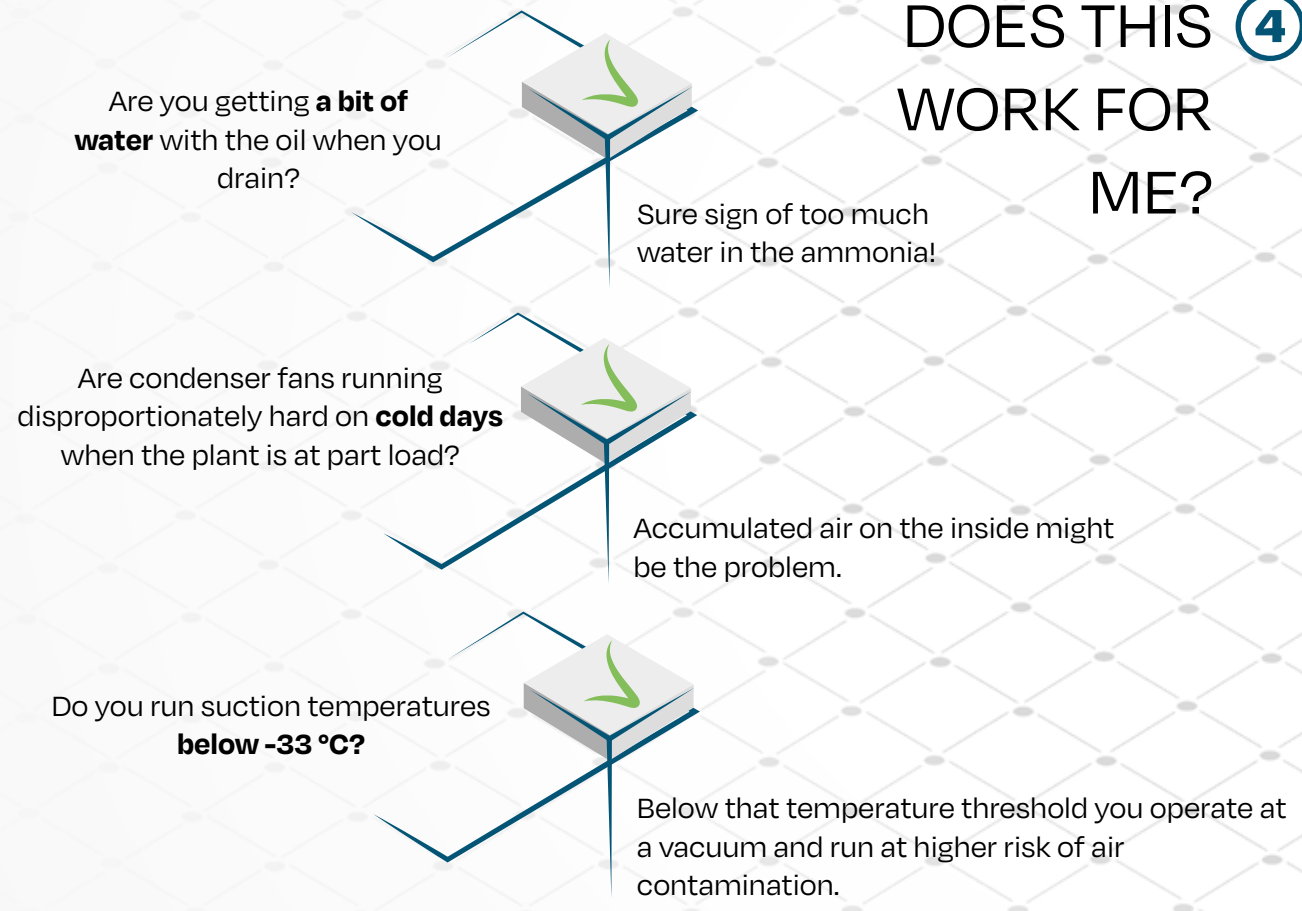 DOES THIS
WORK FOR
ME?
4
Are you getting a bit of
water with the oil when you
drain?
Sure sign of too much
water in the ammonia!
Are condenser fans running
disproportionately hard on cold days
when the plant is at part load?
Accumulated air on the inside might
be the problem.
Do you run suction temperatures
below -33 °C?
Below that temperature threshold you operate at
a vacuum and run at higher risk of air
contamination.